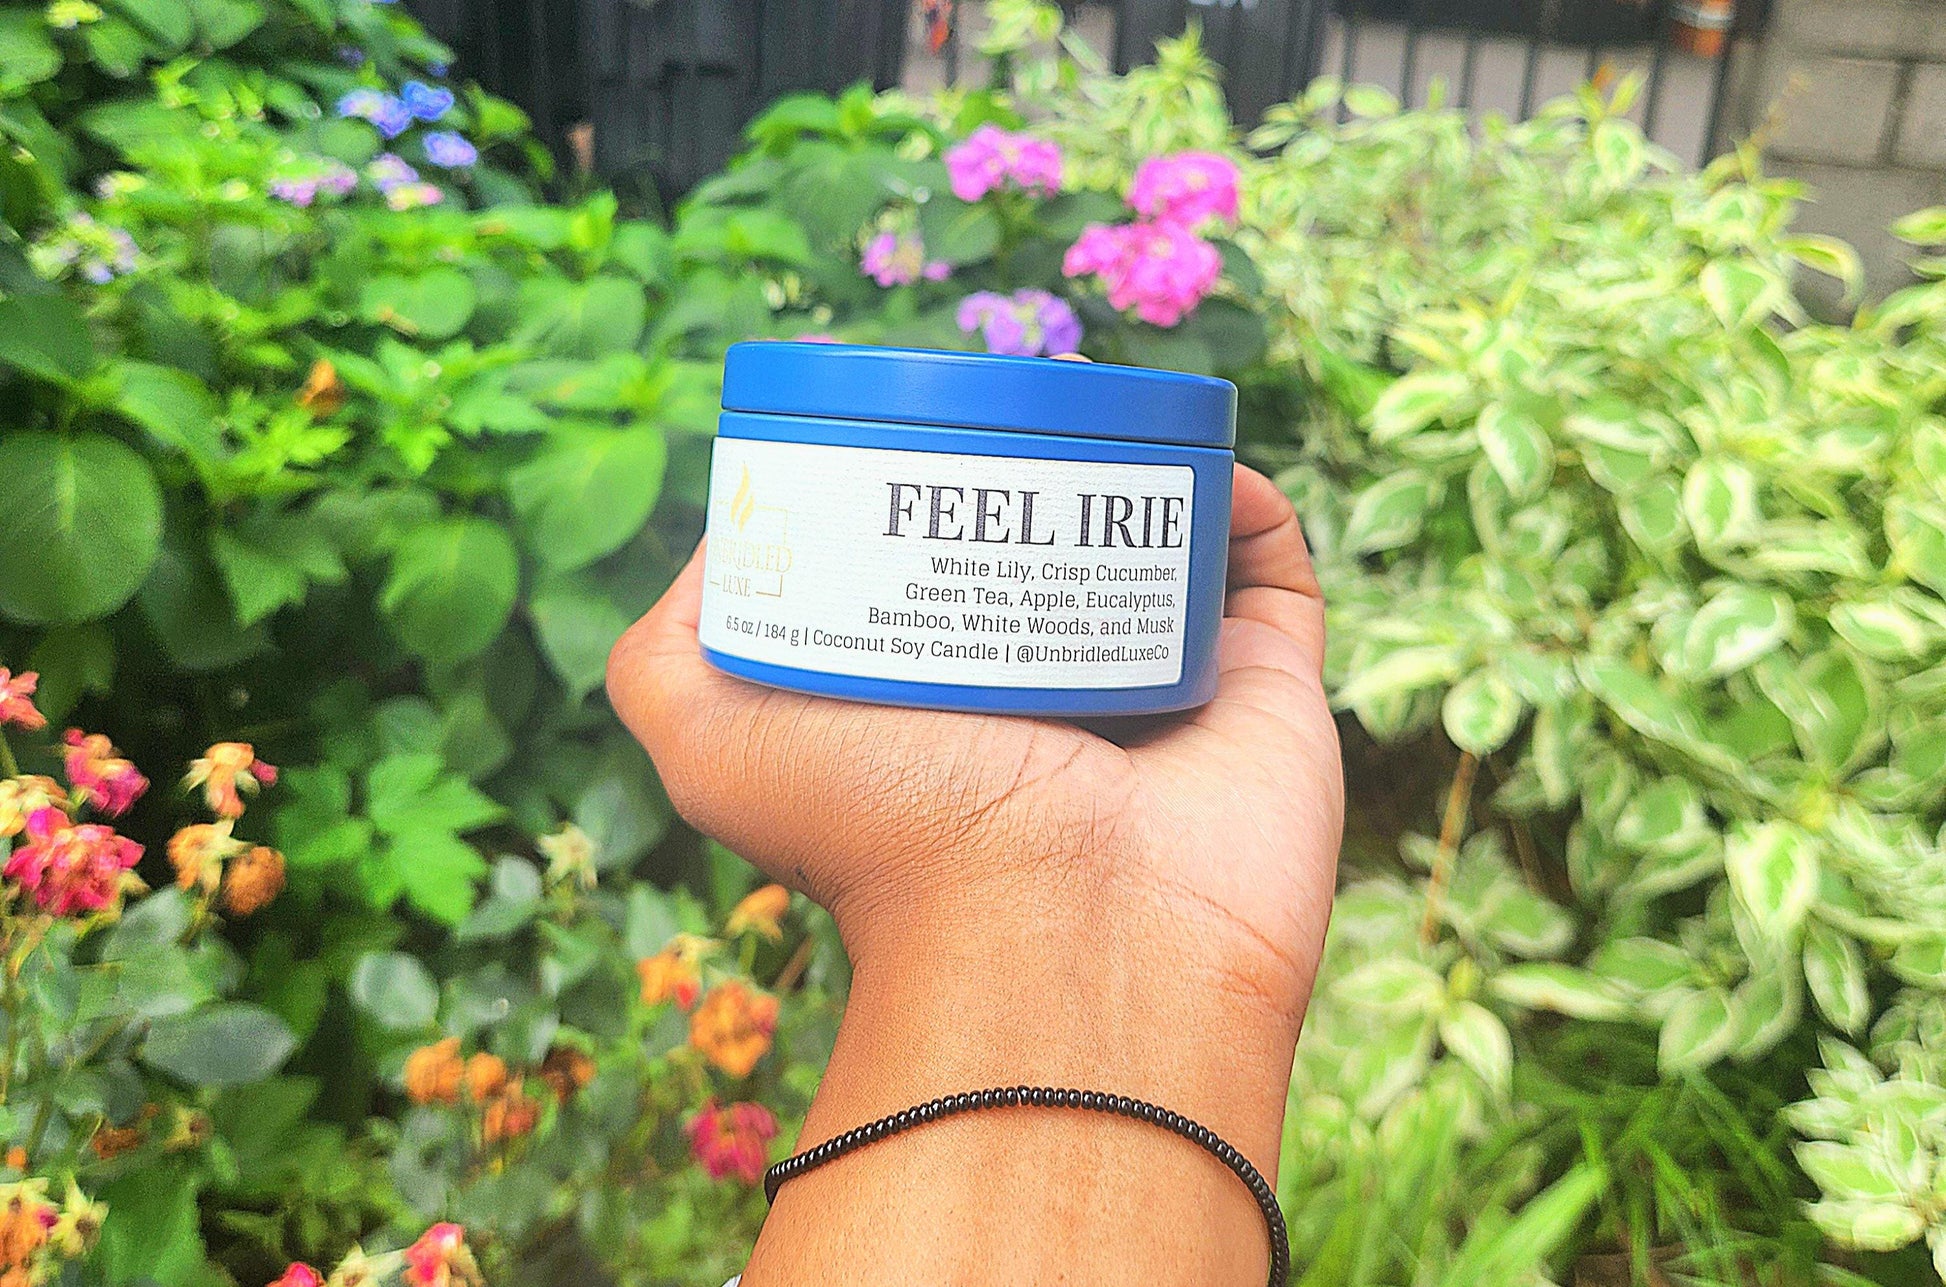 FEEL IRIE
White Lily, Crisp Cucumber,
Green Tea, Apple, Eucalyptus,
Bamboo, White Woods, and Musk
6.5 oz / 184 g | Coconut Soy Candle | @UnbridledLuxeCo
LUXE